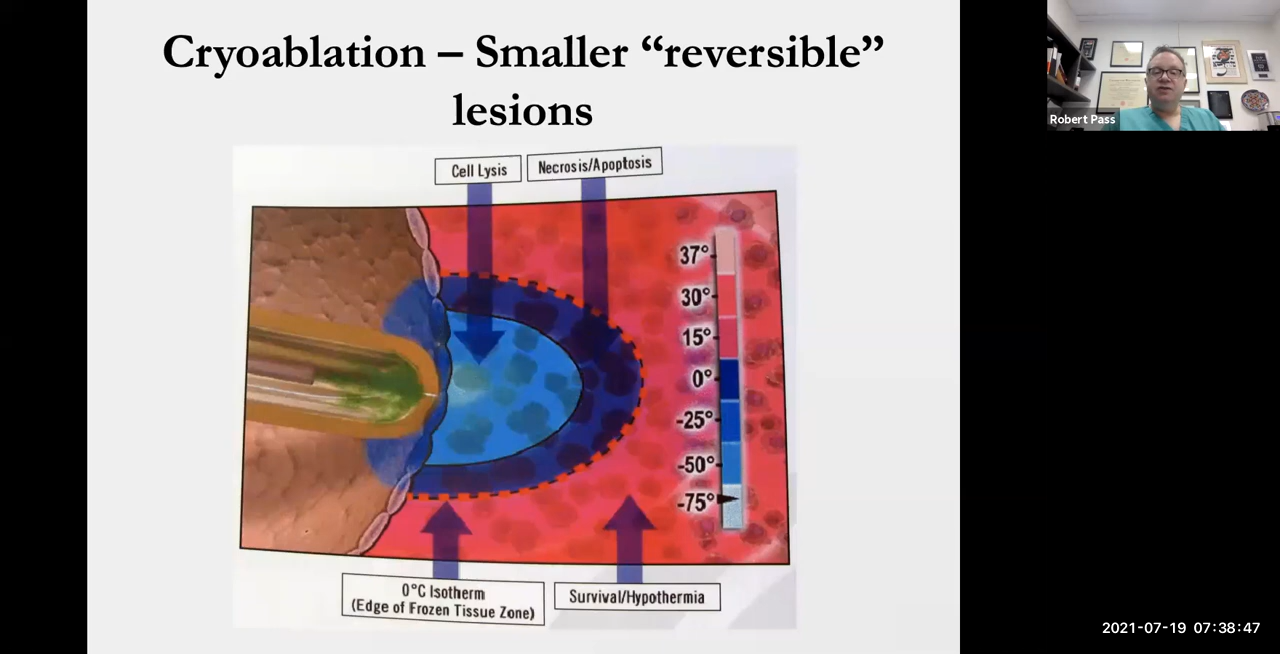 Cryoablation – Smaller “reversible”
lesions
Cell Lysis
Necrosis/Apoptosis
37°
30°
15°
0°
-25°
-50°
-75°
0°C Isotherm
(Edge of Frozen Tissue Zone)
Survival/Hypothermia
Robert Pass
2021-07-19 07:38:47